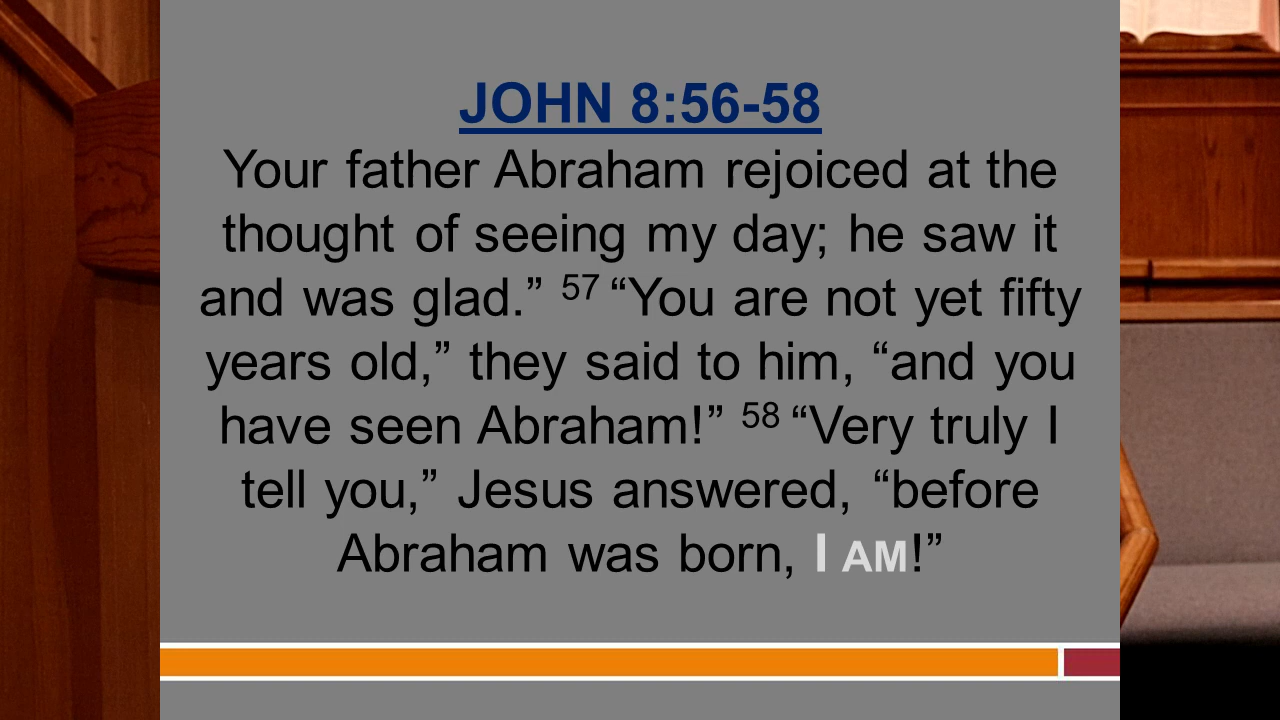 JOHN 8:56-58
Your father Abraham rejoiced at the
thought of seeing my day; he saw it
and was glad.” 57 “You are not yet fifty
years old,” they said to him, “and you
have seen Abraham!” 58 “Very truly I
tell you,” Jesus answered, “before
Abraham was born, I AM!”